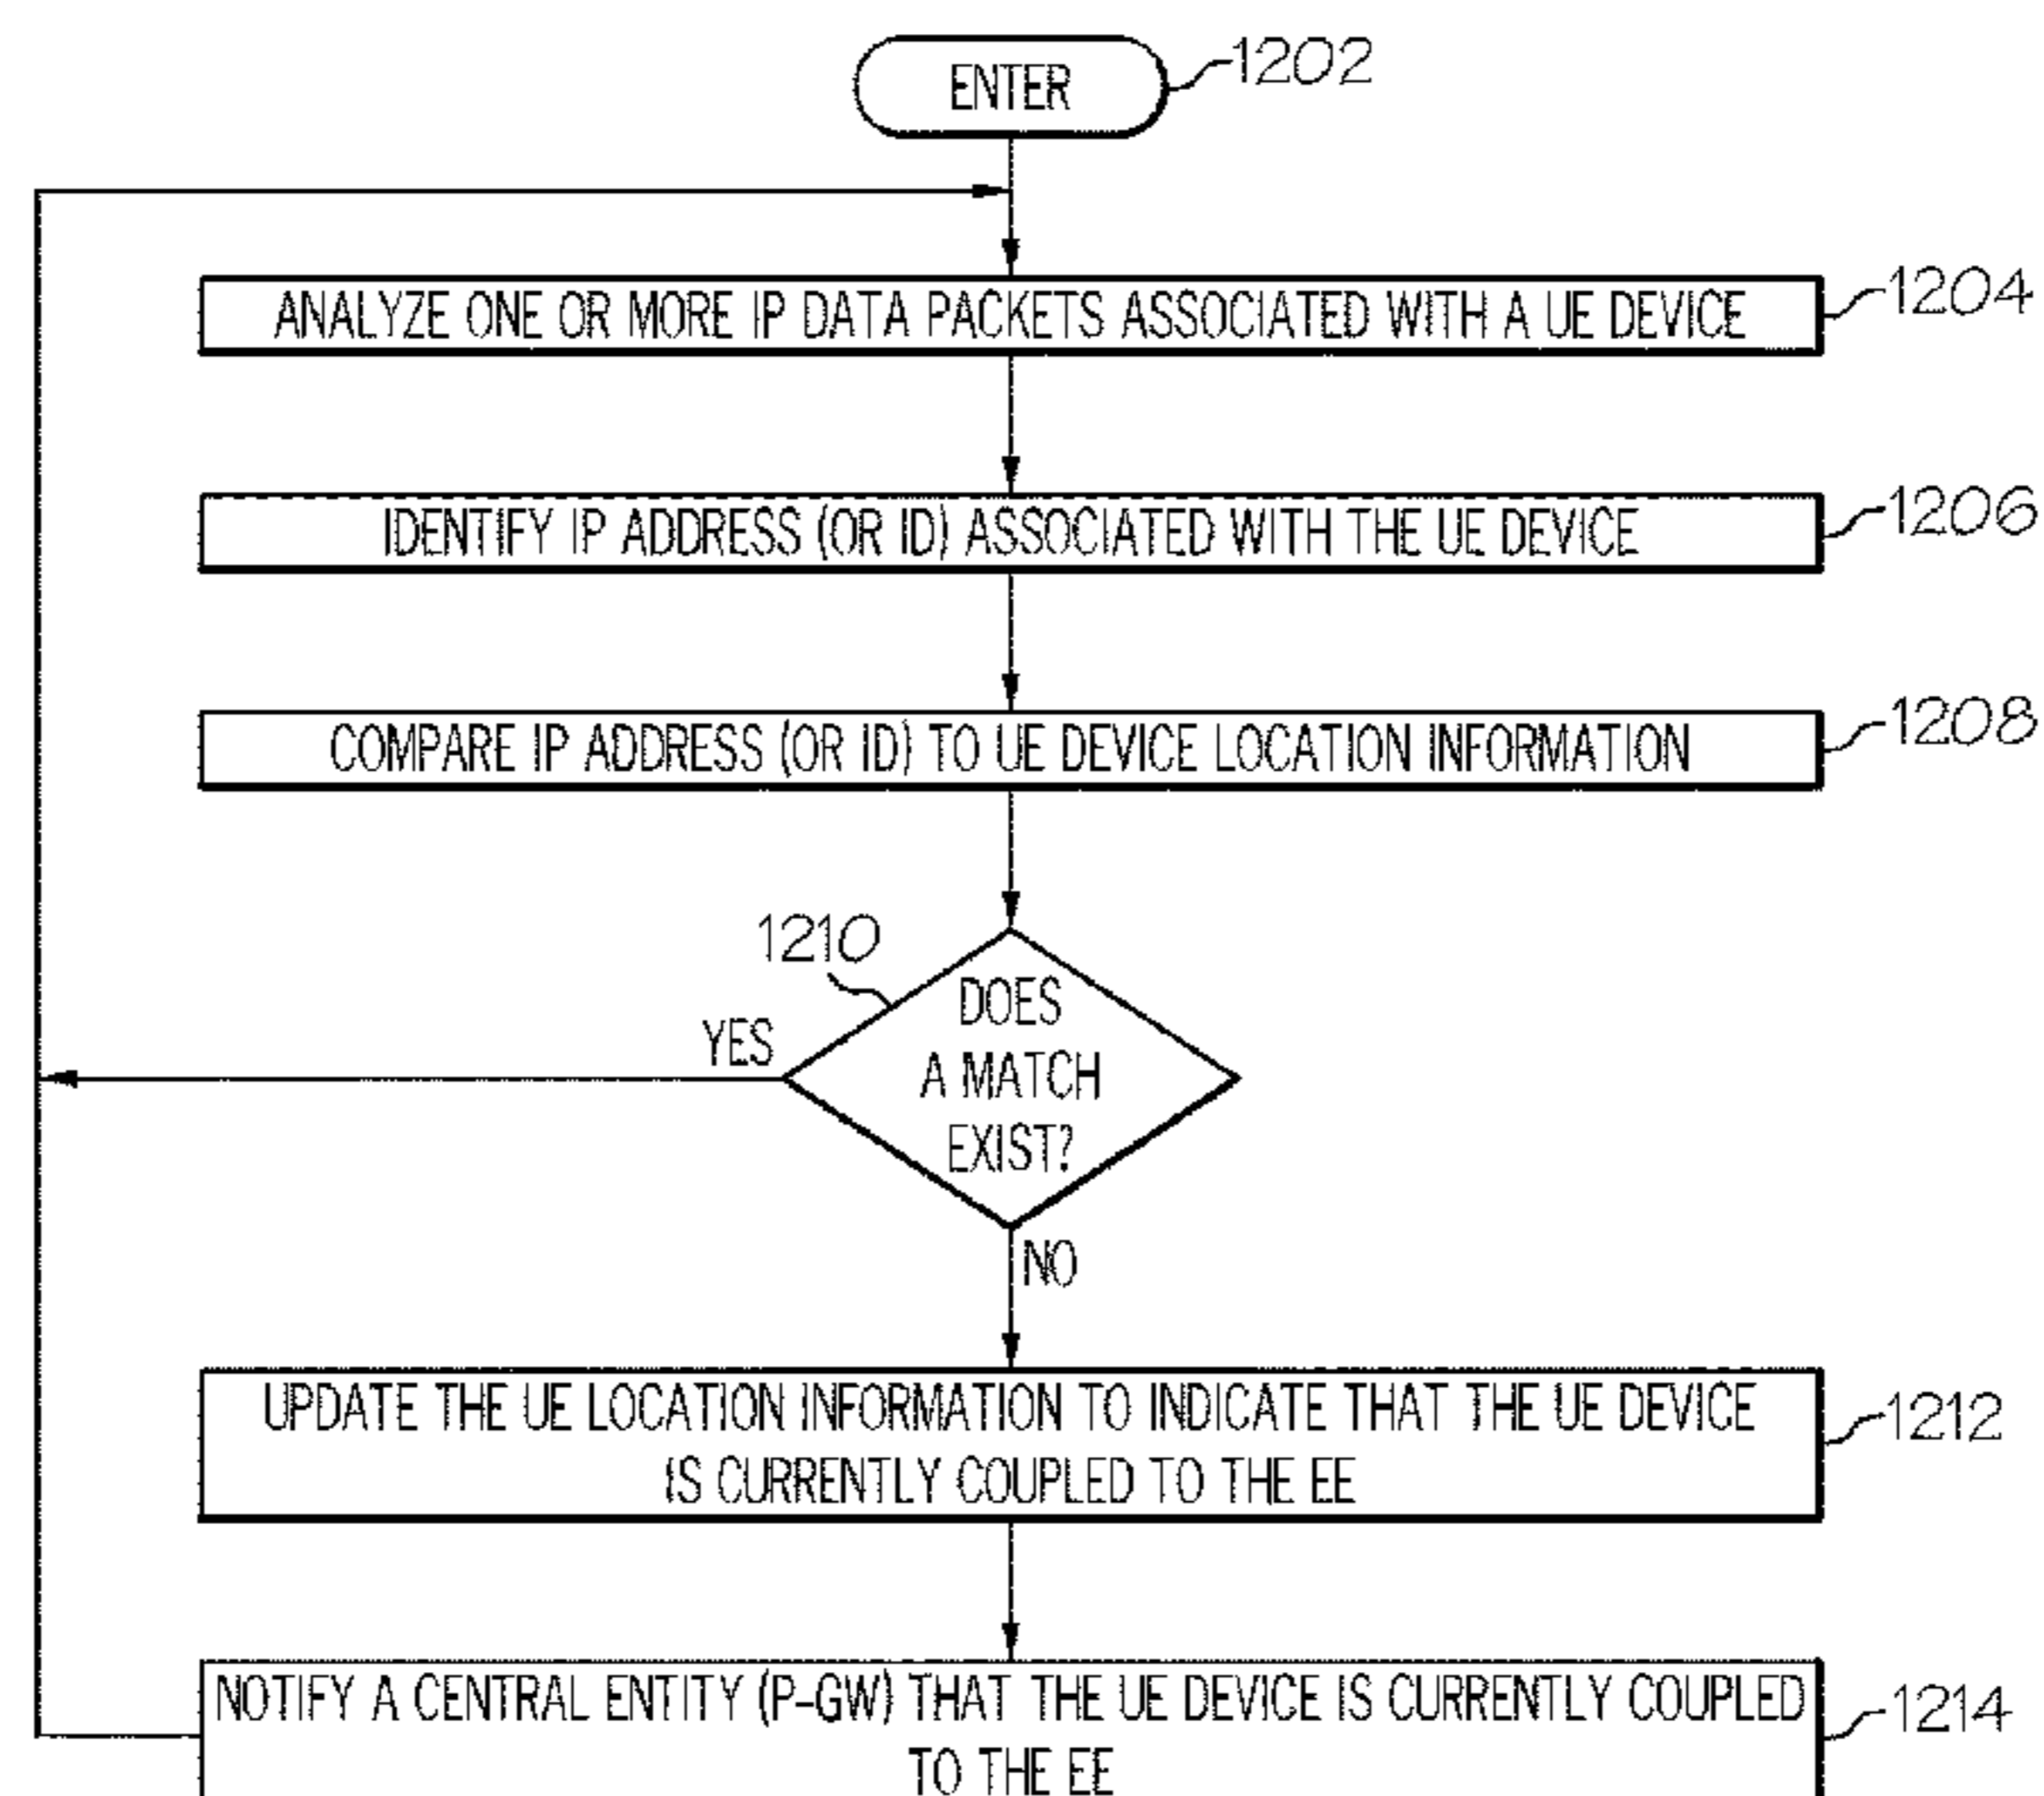 ENTER
1202
ANALYZE ONE OR MORE IP DATA PACKETS ASSOCIATED WITH A UE DEVICE
1204
IDENTIFY IP ADDRESS (OR ID) ASSOCIATED WITH THE UE DEVICE
1206
COMPARE IP ADDRESS (OR ID) TO UE DEVICE LOCATION INFORMATION
1208
1210
DOES
A MATCH
EXIST?
YES
NO
UPDATE THE UE LOCATION INFORMATION TO INDICATE THAT THE UE DEVICE
IS CURRENTLY COUPLED TO THE EE
1212
NOTIFY A CENTRAL ENTITY (P-GW) THAT THE UE DEVICE IS CURRENTLY COUPLED
TO THE EE
1214